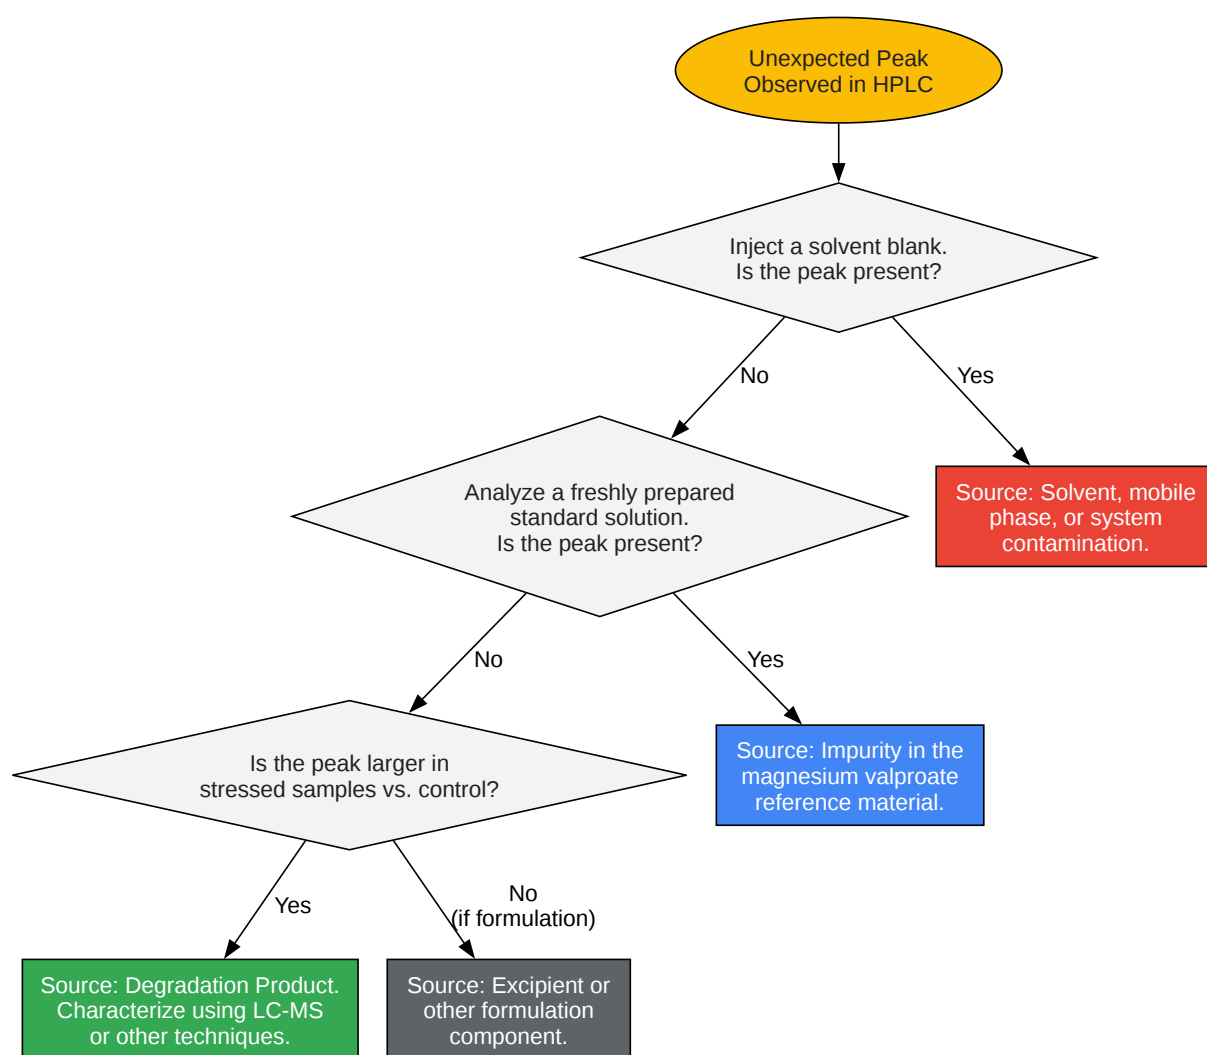 Unexpected Peak
Observed in HPLC
Inject a solvent blank.
Is the peak present?
No
Yes
Analyze a freshly prepared
standard solution.
Is the peak present?
Source: Solvent, mobile
phase, or system
contamination.
No
Yes
Is the peak larger in
stressed samples vs. control?
Source: Impurity in the
magnesium valproate
reference material.
Yes
No
(if formulation)
Source: Degradation Product.
Characterize using LC-MS
or other techniques.
Source: Excipient or
other formulation
component.